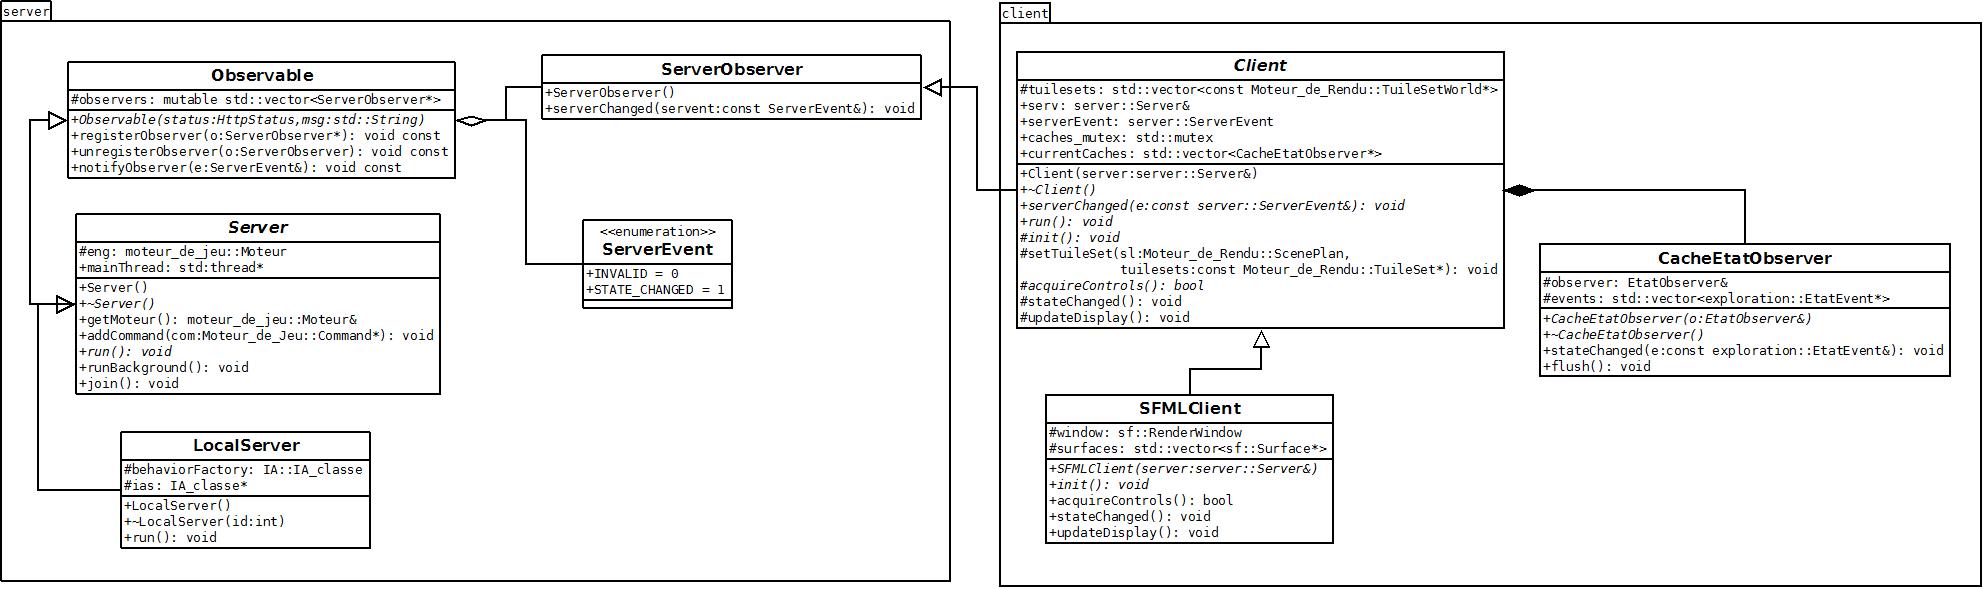 server
Observable
#observers: mutable std::vector<ServerObserver*>
+Observable(status:HttpStatus,msg:std::String)
+registerObserver(o:ServerObserver*): void const
+unregisterObserver(o:ServerObserver): void const
+notifyObserver(e:ServerEvent&): void const
ServerObserver
+ServerObserver()
+serverChanged(servent:const ServerEvent&): void
Server
#eng: moteur_de_jeu::Moteur
+mainThread: std:thread*
+Server()
+~Server()
+getMoteur(): moteur_de_jeu::Moteur&
+addCommand(com:Moteur_de_Jeu::Command*): void
+run(): void
+runBackground(): void
+join(): void
<<enumeration>>
ServerEvent
+INVALID = 0
+STATE_CHANGED = 1
LocalServer
#behaviorFactory: IA::IA_classe
#ias: IA_classe*
+LocalServer()
+~LocalServer(id:int)
+run(): void
client
Client
#tuilesets: std::vector<const Moteur_de_Rendu::TuileSetWorld*>
+serv: server::Server&
+serverEvent: server::ServerEvent
+caches_mutex: std::mutex
+currentCaches: std::vector<CacheEtatObserver*>
+Client(server:server::Server&)
+~Client()
+serverChanged(e:const server::ServerEvent&): void
+run(): void
#init(): void
#setTuileSet(sl:Moteur_de_Rendu::ScenePlan,
tuilesets:const Moteur_de_Rendu::TuileSet*): void
#acquireControls(): bool
#stateChanged(): void
#updateDisplay(): void
CacheEtatObserver
#observer: EtatObserver&
#events: std::vector<exploration::EtatEvent*>
+CacheEtatObserver(o:EtatObserver&)
+~CacheEtatObserver()
+stateChanged(e:const exploration::EtatEvent&): void
+flush(): void
SFMLClient
#window: sf::RenderWindow
#surfaces: std::vector<sf::Surface*>
+SFMLClient(server:server::Server&)
+init(): void
+acquireControls(): bool
+stateChanged(): void
+updateDisplay(): void